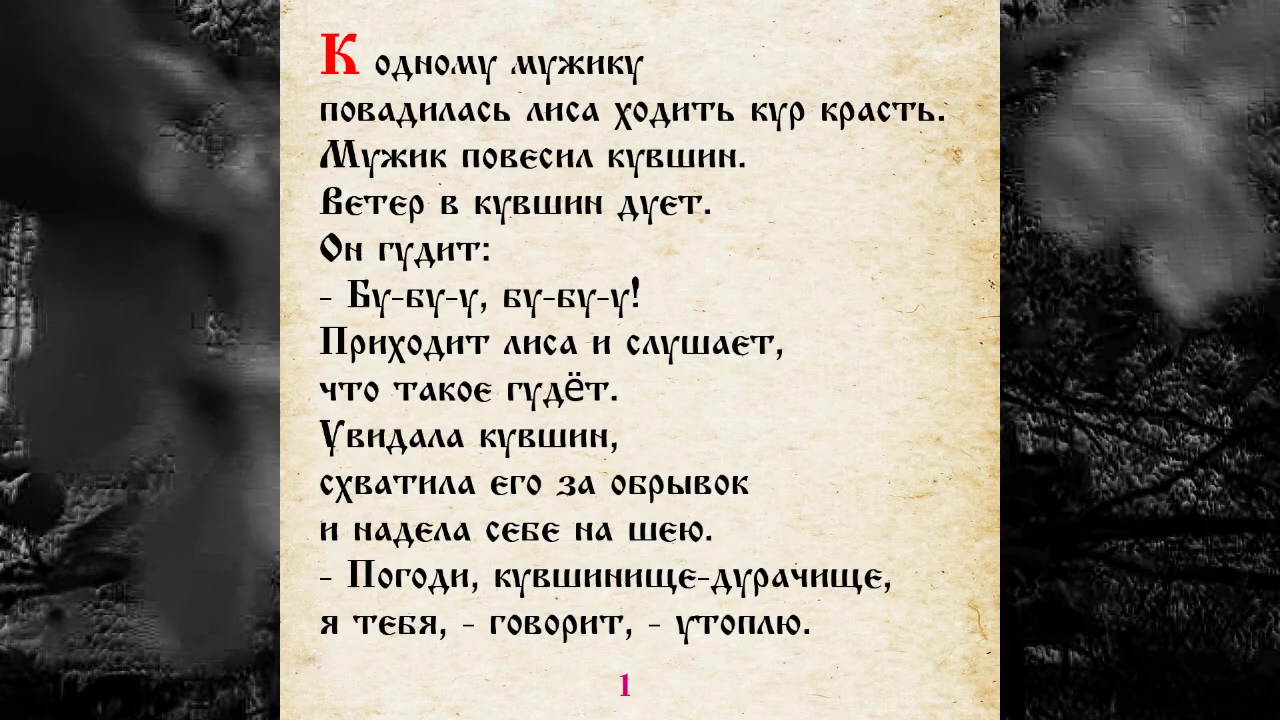 К одному мужику
повадилась лиса ходить кур красть.
Мужик повесил кувшин.
Ветер в кувшин дует.
Он гудит:
- Бу-бу-у, бу-бу-у!
Приходит лиса и слушает,
что такое гудёт.
Увидала кувшин,
схватила его за обрывок
и надела себе на шею.
- Погоди, кувшинище-дурачище,
я тебя, - говорит, - утоплю.
1